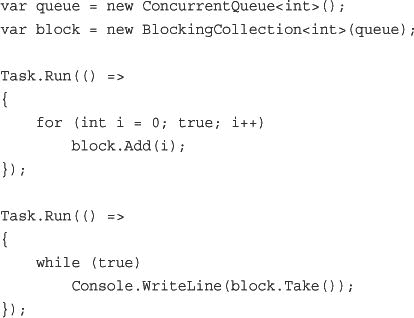 var queue = new ConcurrentQueue<int>();
var block = new BlockingCollection<int>(queue);

Task.Run(() =>
{
    for (int i = 0; true; i++)
        block.Add(i);
});

Task.Run(() =>
{
    while (true)
        Console.WriteLine(block.Take());
});